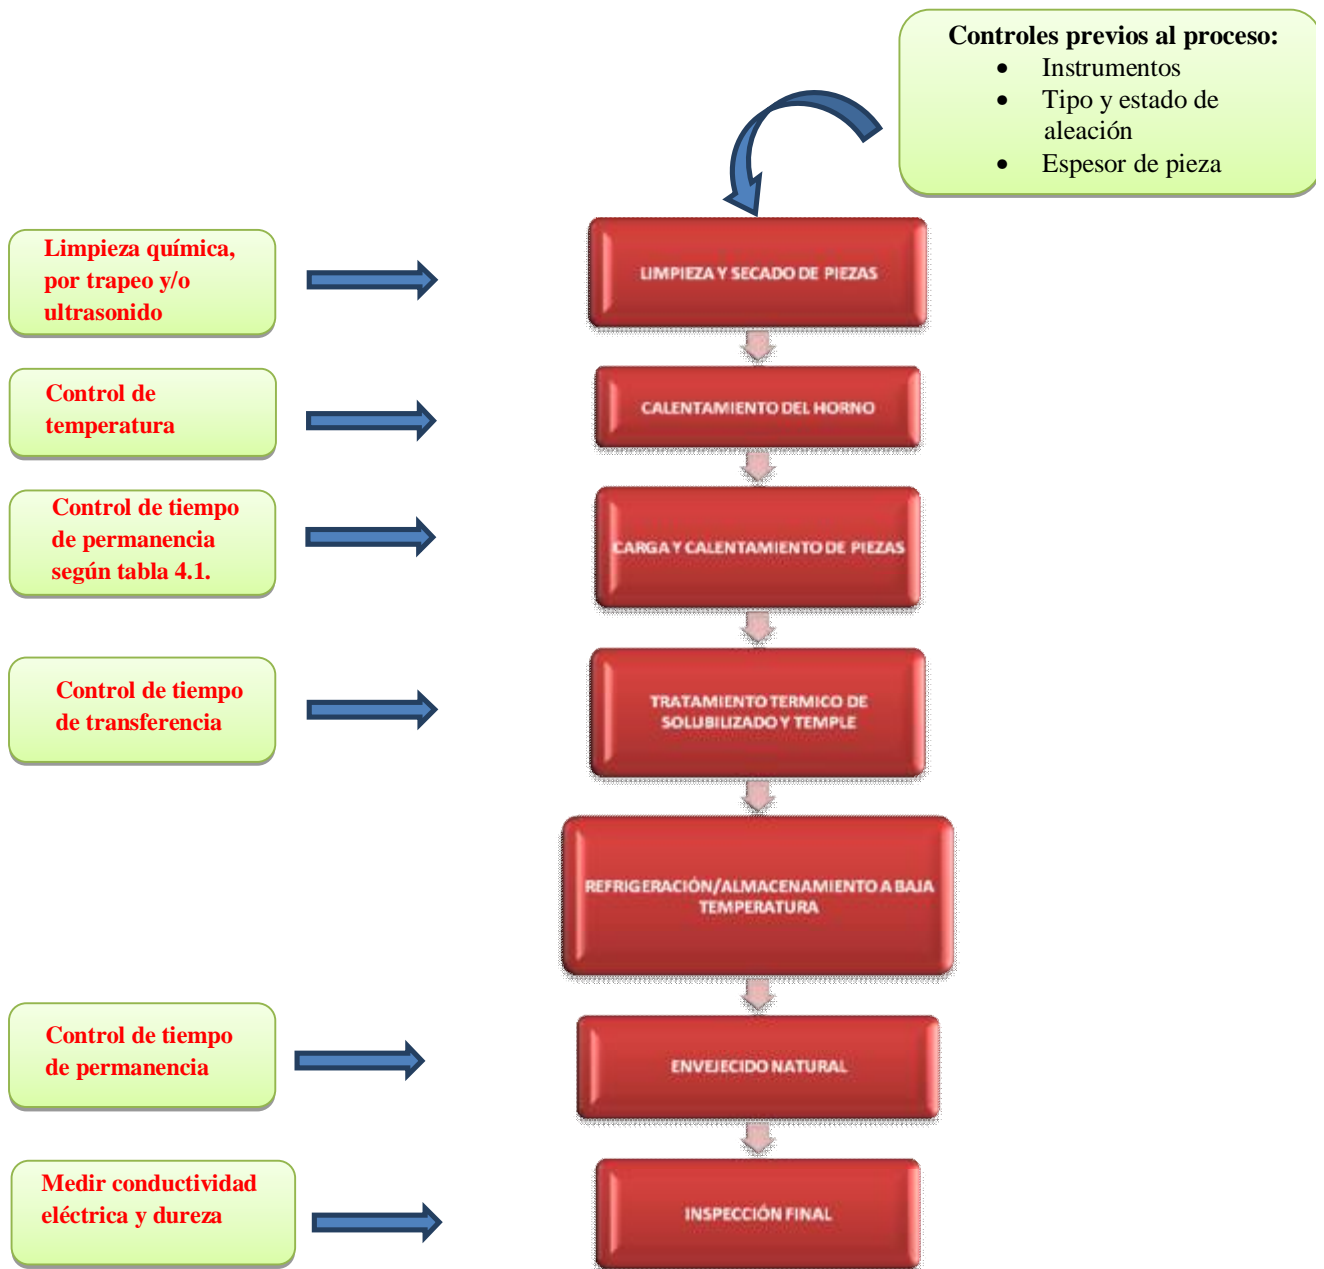 Controles previos al proceso:
• Instrumentos
• Tipo y estado de
aleación
• Espesor de pieza
Limpieza química,
por trapeo y/o
ultrasonido
LIMPIEZA Y SECADO DE PIEZAS
Control de
temperatura
CALENTAMIENTO DEL HORNO
Control de tiempo
de permanencia
según tabla 4.1.
CARGA Y CALENTAMIENTO DE PIEZAS
Control de tiempo
de transferencia
TRATAMIENTO TERMICO DE
SOLUBILIZADO Y TEMPLE
REFRIGERACIÓN/ALMACENAMIENTO A BAJA
TEMPERATURA
Control de tiempo
de permanencia
ENVEJECIDO NATURAL
Medir conductividad
eléctrica y dureza
INSPECCIÓN FINAL